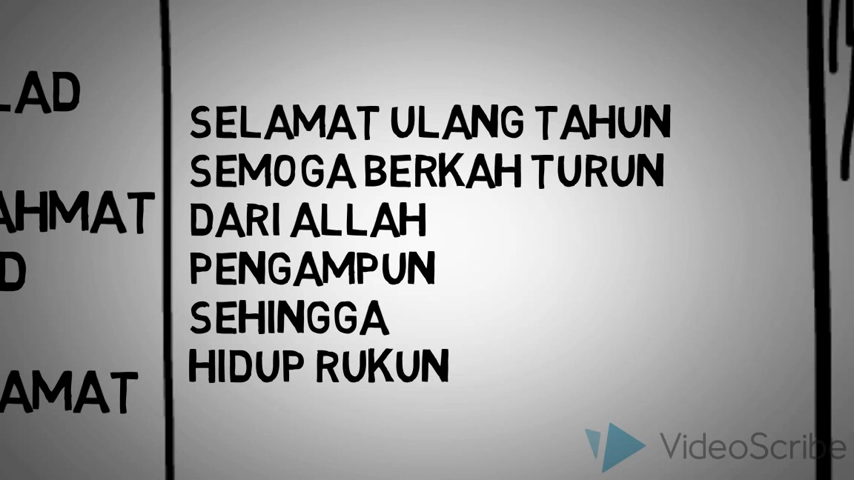 SELAMAT ULANG TAHUN
SEMOGA BERKAH TURUN
DARI ALLAH
PENGAMPUN
SEHINGGA
HIDUP RUKUN
VideoScribe